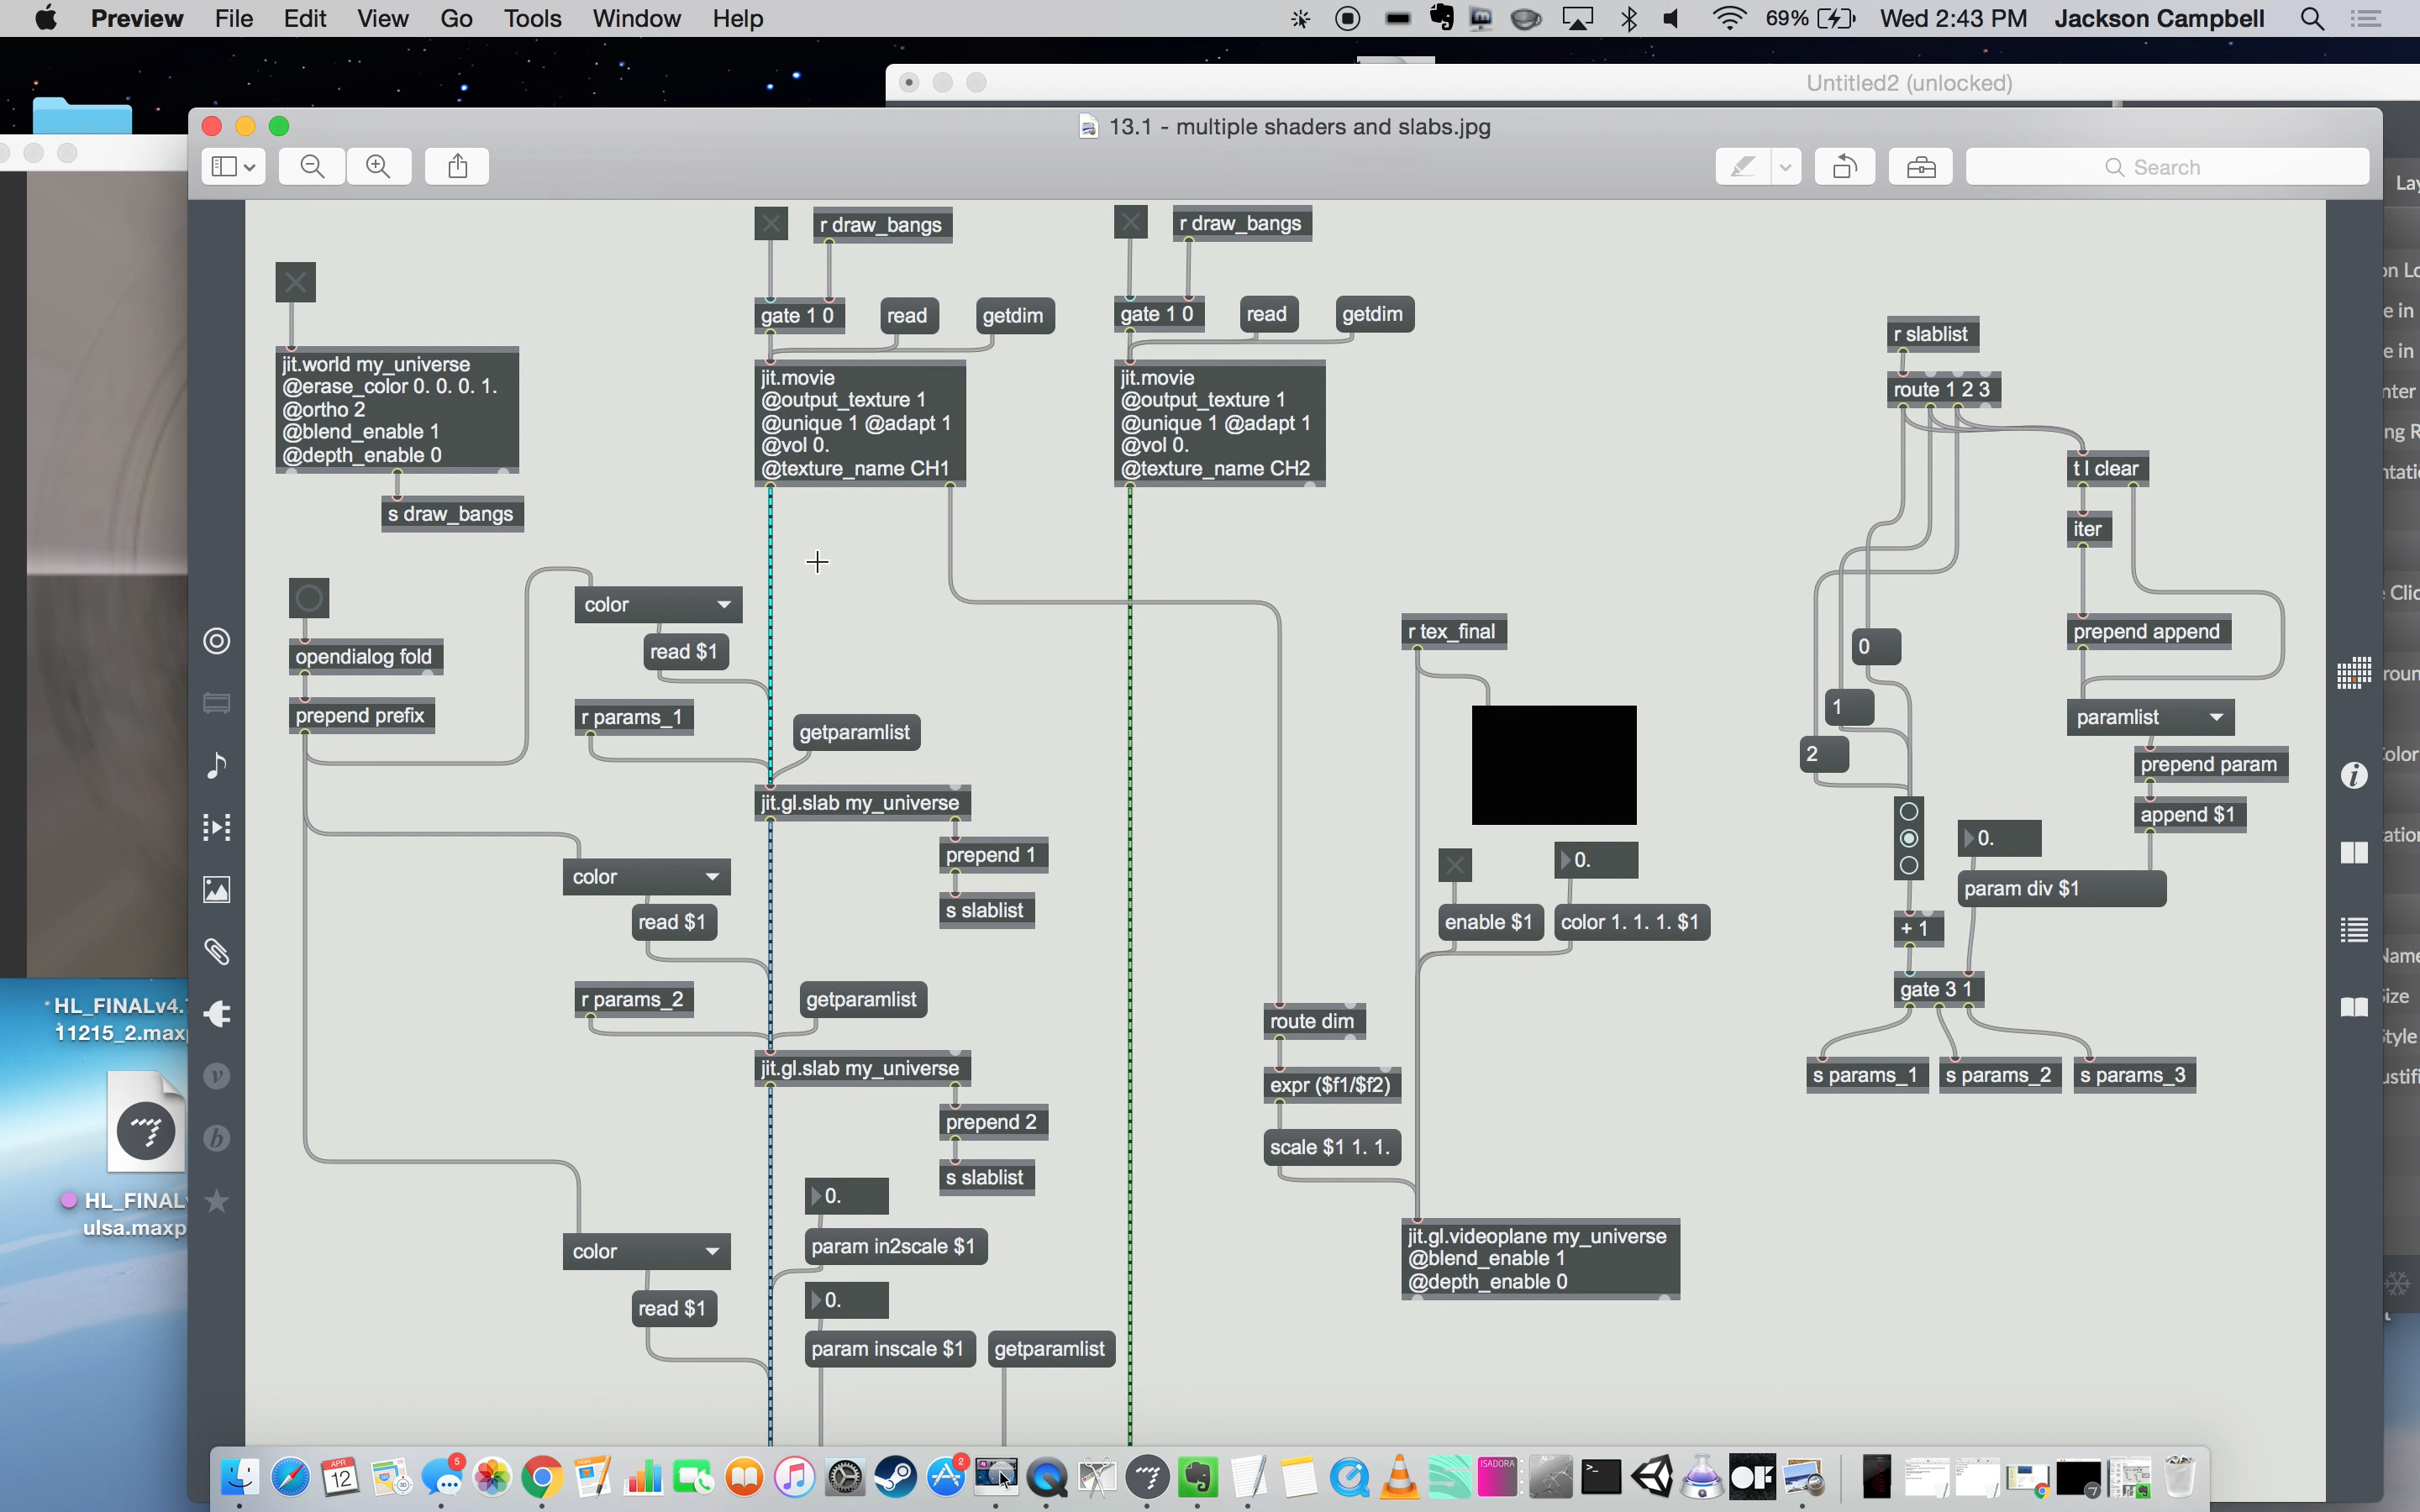 Preview File Edit View Go Tools Window Help
69% Wed 2:43 PM Jackson Campbell
Untitled2 (unlocked)
13.1 - multiple shaders and slabs.jpg
Search
r draw_bangs
r draw_bangs
gate 1 0
read
getdim
gate 1 0
read
getdim
jit.world my_universe
@erase_color 0. 0. 0. 1.
@ortho 2
@blend_enable 1
@depth_enable 0
s draw_bangs
jit.movie
@output_texture 1
@unique 1 @adapt 1
@vol 0.
@texture_name CH1
jit.movie
@output_texture 1
@unique 1 @adapt 1
@vol 0.
@texture_name CH2
r slablist
route 1 2 3
t l clear
iter
prepend append
paramlist
prepend param
append $1
0
1
2
0.
param div $1
+ 1
gate 3 1
s params_1
s params_2
s params_3
opendialog fold
prepend prefix
color
read $1
r params_1
getparamlist
jit.gl.slab my_universe
prepend 1
s slablist
color
read $1
r params_2
getparamlist
jit.gl.slab my_universe
prepend 2
s slablist
color
read $1
0.
param in2scale $1
0.
param inscale $1
getparamlist
r tex_final
0.
enable $1
color 1. 1. 1. $1
route dim
expr ($f1/$f2)
scale $1 1. 1.
jit.gl.videoplane my_universe
@blend_enable 1
@depth_enable 0
HL_FINALv4.
11215_2.maxp
HL_FINAL
ulsa.maxp
APR
12
5
2
ISADORA